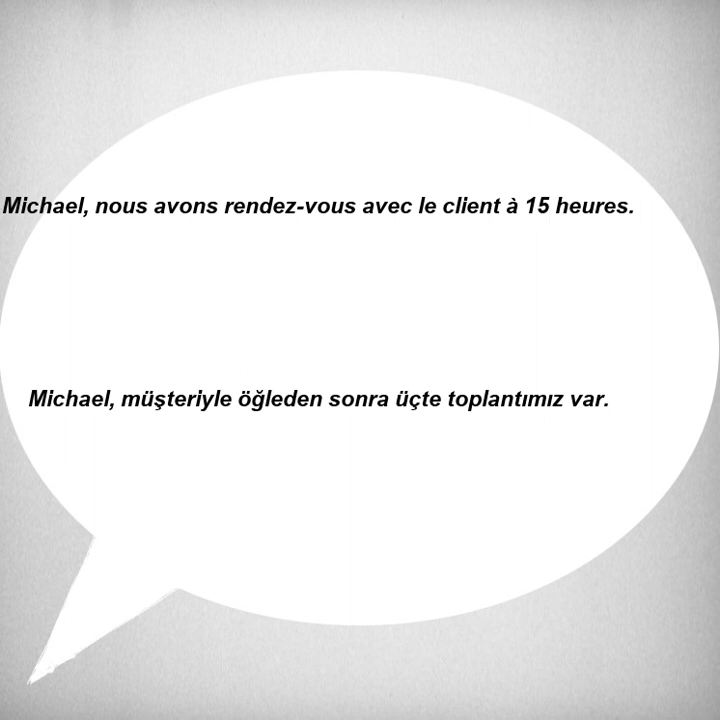 Michael, nous avons rendez-vous avec le client à 15 heures.
Michael, müşteriyle öğleden sonra üçte toplantımız var.